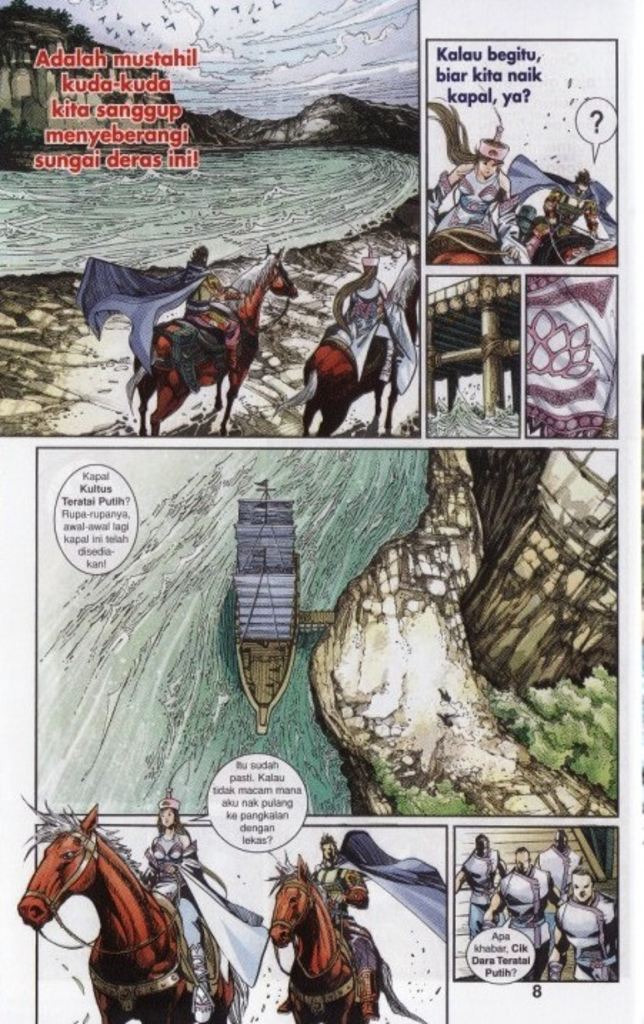 Adalah mustahil
kuda-kuda
kita sanggup
menyeberangi
sungai deras ini!
Kalau begitu,
biar kita naik
kapal, ya?
?
Kapal
Kultus
Teratai Putih?
Rupa-rupanya,
awal-awal lagi
kapal ini telah
disedia-
kan!
Itu sudah
pasti. Kalau
tidak macam mana
aku nak pulang
ke pangkalan
dengan
lekas?
Apa
khabar, Cik
Dara Teratai
Putih?
8